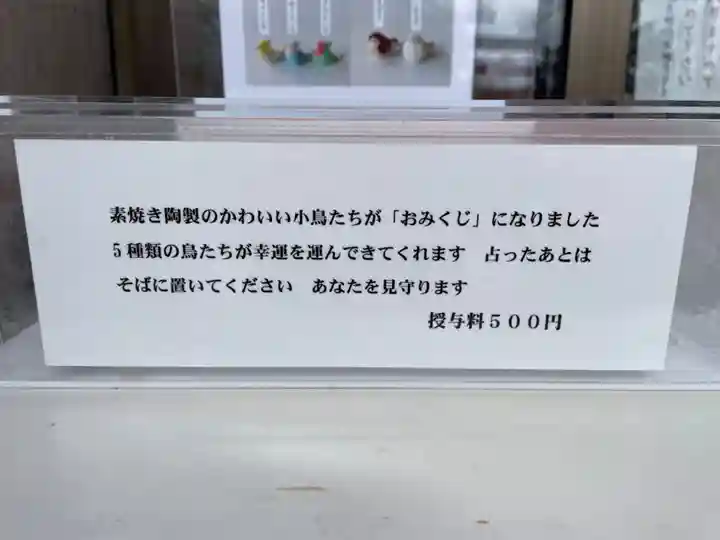 素焼き陶製のかわいい小鳥たちが「おみくじ」になりました
5種類の鳥たちが幸運を運んできてくれます　占ったあとは
そばに置いてください　あなたを見守ります
授与料５００円